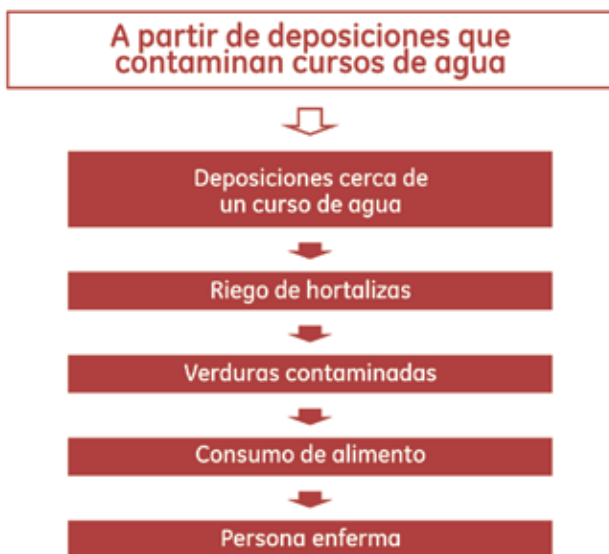 A partir de deposiciones que
contaminan cursos de agua
Deposiciones cerca de
un curso de agua
Riego de hortalizas
Verduras contaminadas
Consumo de alimento
Persona enferma